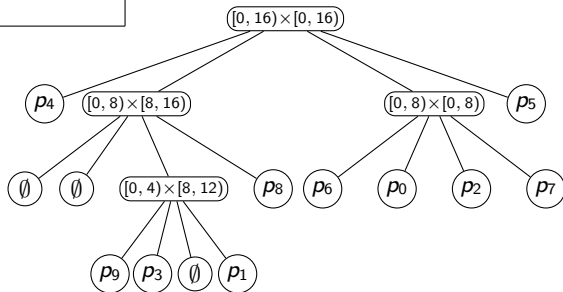 [0, 16)×[0, 16)
p4 [0, 8)×[8, 16) [0, 8)×[0, 8) p5
∅ ∅ [0, 4)×[8, 12) p8 p6 p0 p2 p7
p9 p3 ∅ p1